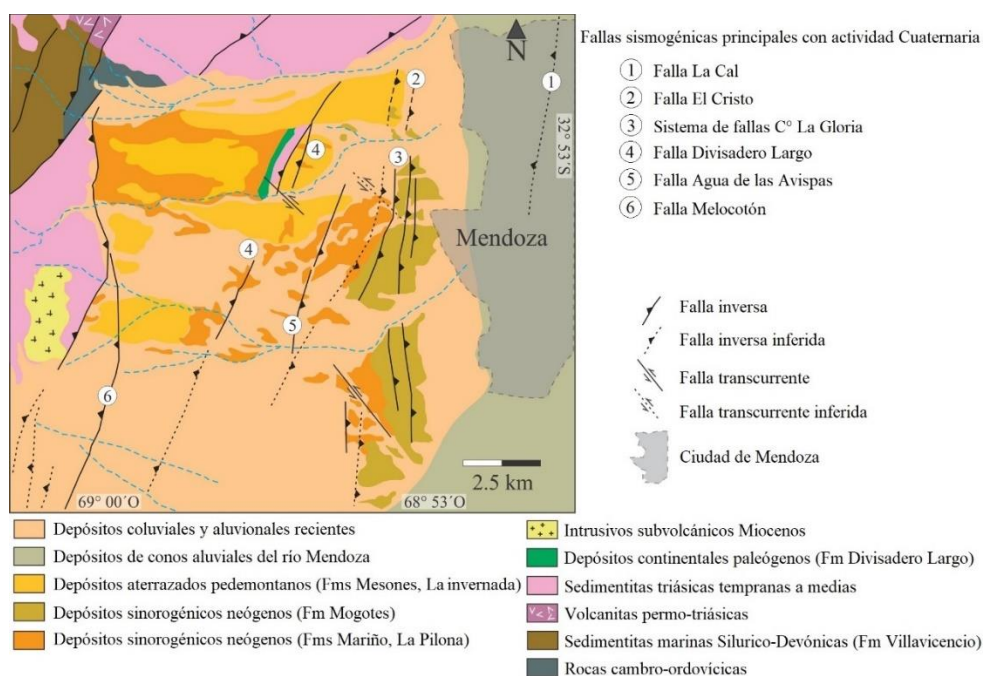 N
Mendoza
32° 53´S
69° 00´O
68° 53´O
2.5 km
1
2
3
4
4
5
6
Fallas sismogénicas principales con actividad Cuaternaria
1 Falla La Cal
2 Falla El Cristo
3 Sistema de fallas C° La Gloria
4 Falla Divisadero Largo
5 Falla Agua de las Avispas
6 Falla Melocotón
Falla inversa
Falla inversa inferida
Falla transcurrente
Falla transcurrente inferida
Ciudad de Mendoza
Depósitos coluviales y aluvionales recientes
Depósitos de conos aluviales del río Mendoza
Depósitos aterrazados pedemontanos (Fms Mesones, La invernada)
Depósitos sinorogénicos neógenos (Fm Mogotes)
Depósitos sinorogénicos neógenos (Fms Mariño, La Pilona)
Intrusivos subvolcánicos Miocenos
Depósitos continentales paleógenos (Fm Divisadero Largo)
Sedimentitas triásicas tempranas a medias
Volcanitas permo-triásicas
Sedimentitas marinas Silurico-Devónicas (Fm Villavicencio)
Rocas cambro-ordovícicas